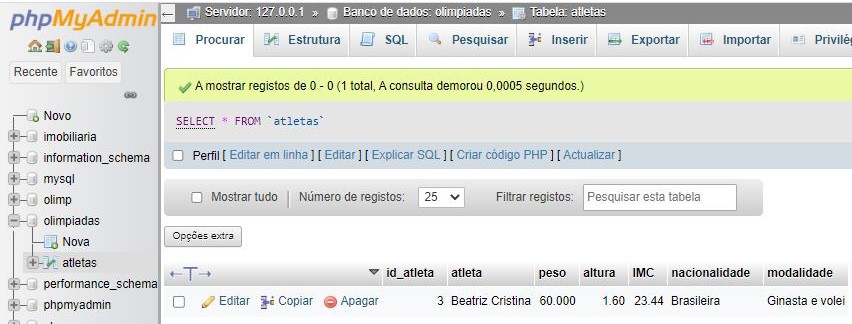 phpMyAdmin
Recente Favoritos
Novo
imobiliaria
information_schema
mysql
olimp
olimpiadas
Nova
atletas
performance_schema
phpmyadmin
Servidor: 127.0.0.1 » Banco de dados: olimpiadas » Tabela: atletas
Procurar Estrutura SQL Pesquisar Inserir Exportar Importar
A mostrar registos de 0 - 0 (1 total, A consulta demorou 0,0005 segundos.)
SELECT * FROM `atletas`
Perfil [ Editar em linha ] [ Editar ] [ Explicar SQL ] [ Criar código PHP ] [ Actualizar ]
Mostrar tudo Número de registos: 25 Filtrar registos: Pesquisar esta tabela
Opções extra
←T→ id_atleta atleta peso altura IMC nacionalidade modalidade
Editar Copiar Apagar 3 Beatriz Cristina 60.000 1.60 23.44 Brasileira Ginasta e volei